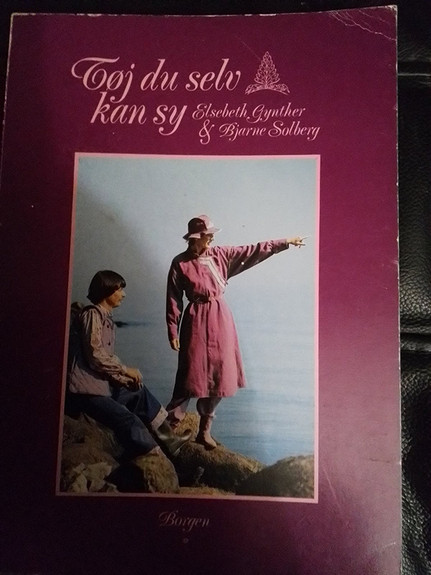 Tøj du selv
kan sy
Elsebeth Gynther
& Bjarne Solberg
Borgen